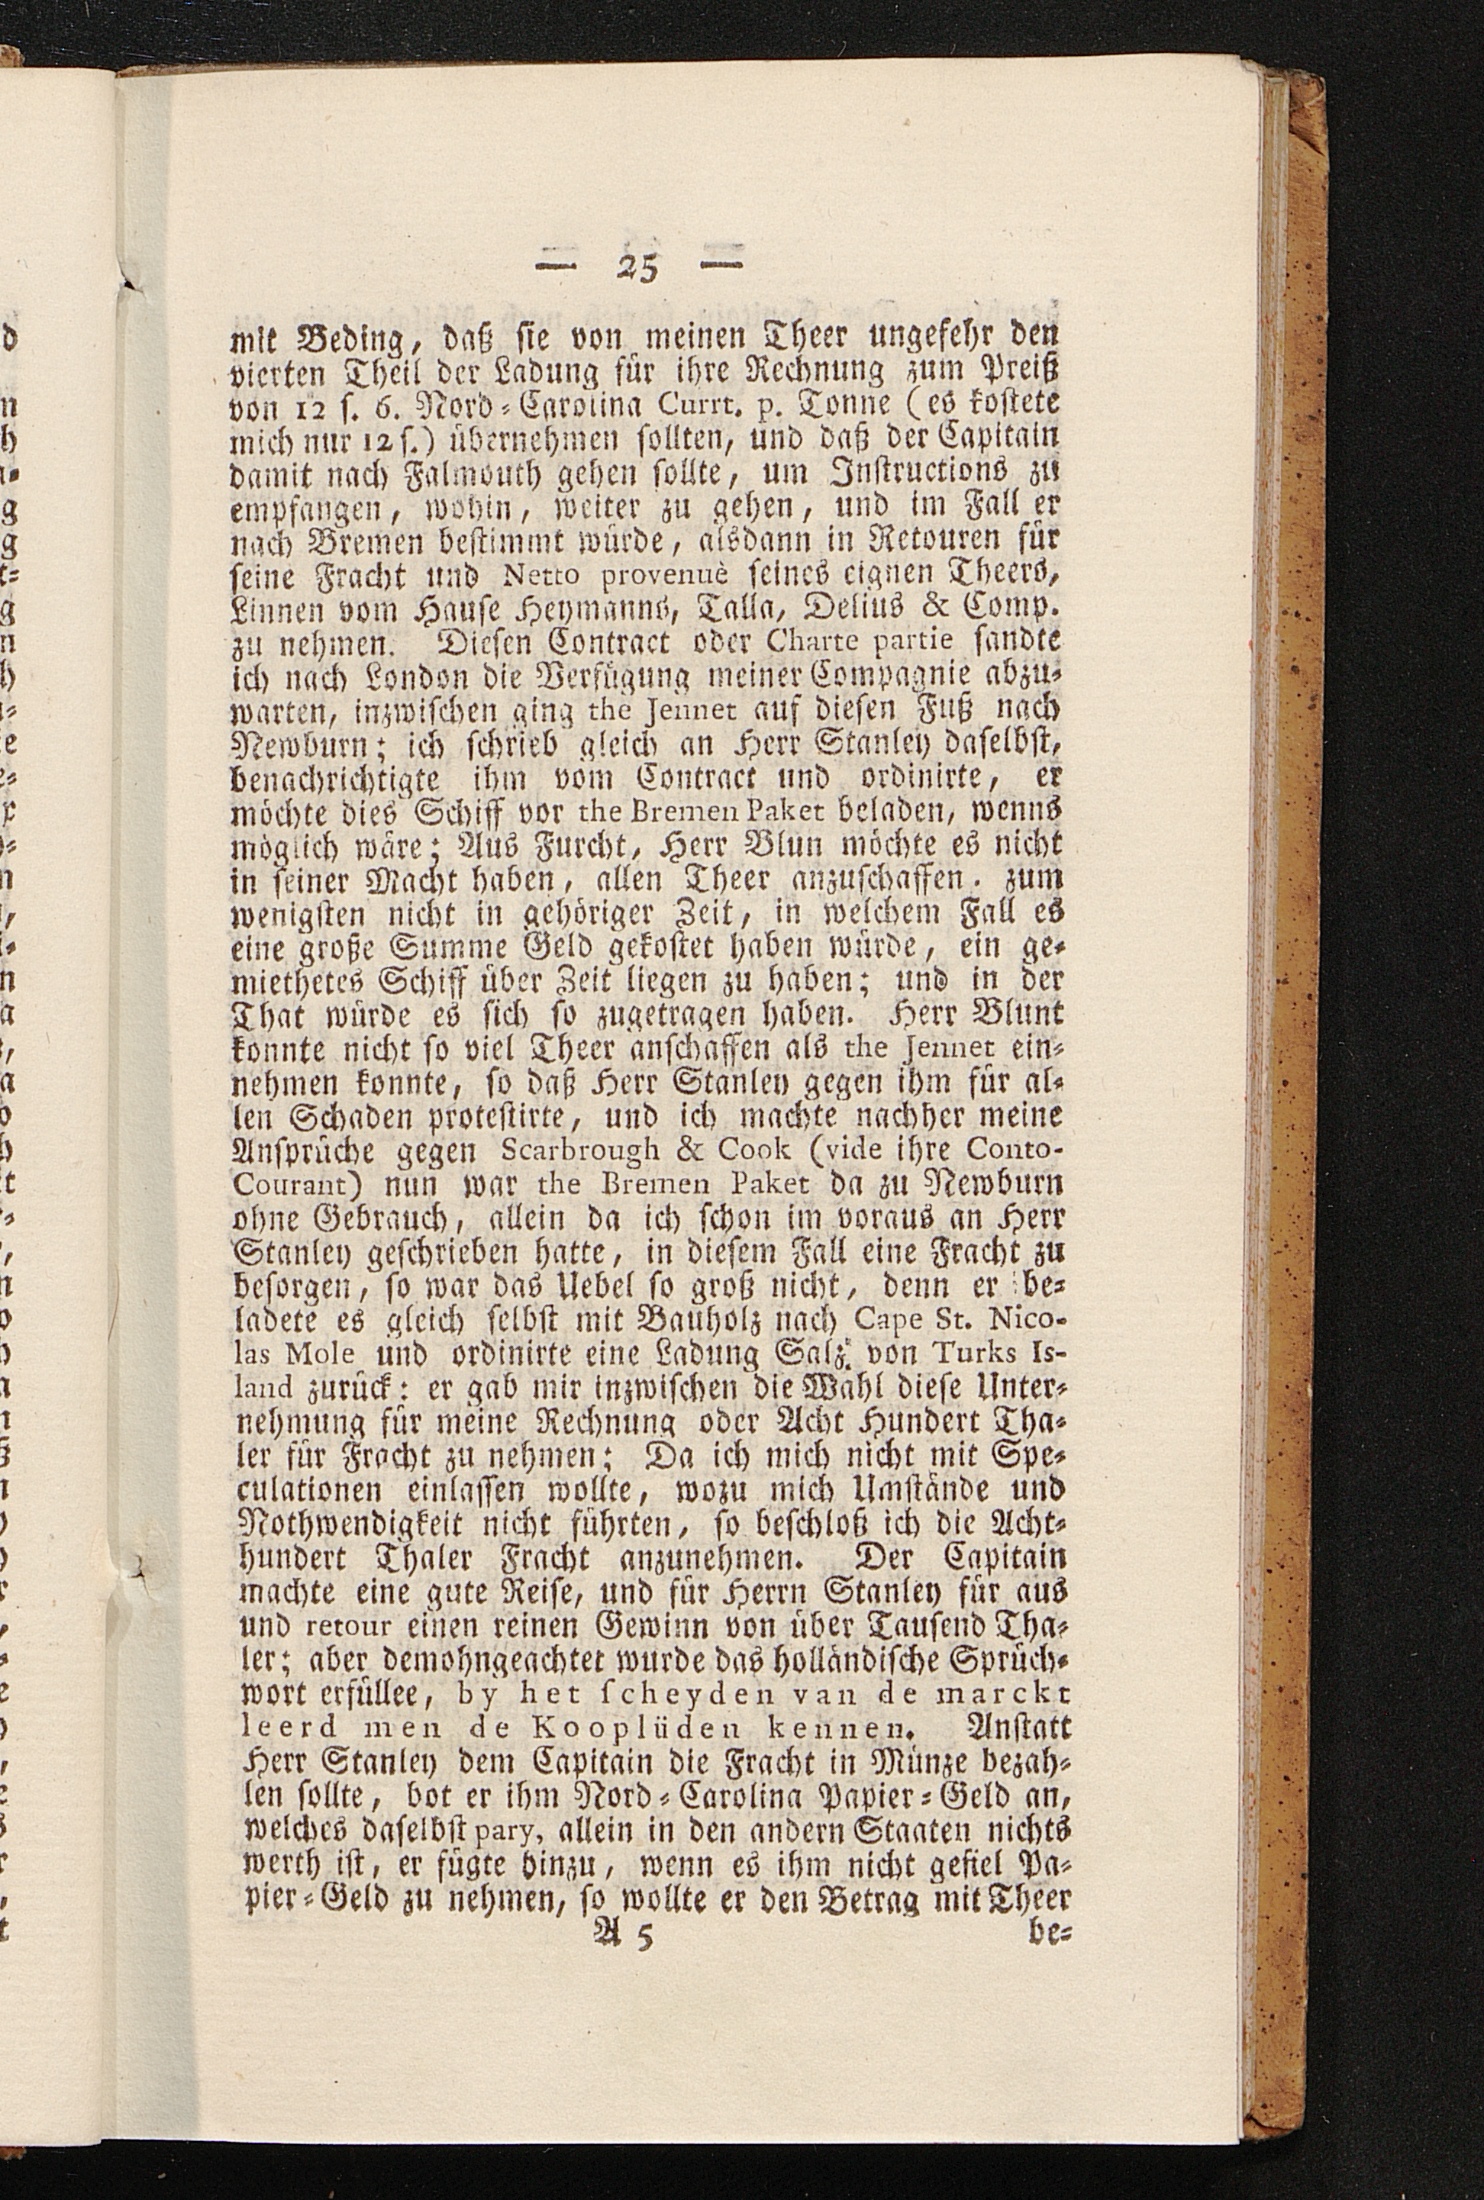 — 25 —
mit Beding, daß sie von meinen Theer ungefehr den
vierten Theil der Ladung für ihre Rechnung zum Preiß
von 12 s. 6. Nord-Carolina Currt. p. Tonne (es kostete
mich nur 12 s.) übernehmen sollten, und daß der Capitain
damit nach Falmouth gehen sollte, um Instructions zu
empfangen, wohin, weiter zu gehen, und im Fall er
nach Bremen bestimmt würde, alsdann in Retouren für
seine Fracht und Netto provenuè seines eignen Theers,
Linnen vom Hause Heymanns, Talla, Delius & Comp.
zu nehmen. Diesen Contract oder Charte partie sandte
ich nach London die Verfügung meiner Compagnie abzu-
warten, inzwischen ging the Jennet auf diesen Fuß nach
Newburn; ich schrieb gleich an Herr Stanley daselbst,
benachrichtigte ihm vom Contract und ordinirte, er
möchte dies Schiff vor the Bremen Paket beladen, wenns
möglich wäre; Aus Furcht, Herr Blun möchte es nicht
in seiner Macht haben, allen Theer anzuschaffen. zum
wenigsten nicht in gehöriger Zeit, in welchem Fall es
eine große Summe Geld gekostet haben würde, ein ge-
miethetes Schiff über Zeit liegen zu haben; und in der
That würde es sich so zugetragen haben. Herr Blunt
konnte nicht so viel Theer anschaffen als the Jennet ein-
nehmen konnte, so daß Herr Stanley gegen ihm für al-
len Schaden protestirte, und ich machte nachher meine
Ansprüche gegen Scarbrough & Cook (vide ihre Conto-
Courant) nun war the Bremen Paket da zu Newburn
ohne Gebrauch, allein da ich schon im voraus an Herr
Stanley geschrieben hatte, in diesem Fall eine Fracht zu
besorgen, so war das Uebel so groß nicht, denn er be-
ladete es gleich selbst mit Bauholz nach Cape St. Nico-
las Mole und ordinirte eine Ladung Salz von Turks Is-
land zurück: er gab mir inzwischen die Wahl diese Unter-
nehmung für meine Rechnung oder Acht Hundert Tha-
ler für Fracht zu nehmen; Da ich mich nicht mit Spe-
culationen einlassen wollte, wozu mich Umstände und
Nothwendigkeit nicht führten, so beschloß ich die Acht-
hundert Thaler Fracht anzunehmen. Der Capitain
machte eine gute Reise, und für Herrn Stanley für aus
und retour einen reinen Gewinn von über Tausend Tha-
ler; aber demohngeachtet wurde das holländische Sprüch-
wort erfüllee, by het scheyden van de marckt
leerd men de Kooplüden kennen. Anstatt
Herr Stanley dem Capitain die Fracht in Münze bezah-
len sollte, bot er ihm Nord-Carolina Papier-Geld an,
welches daselbst pary, allein in den andern Staaten nichts
werth ist, er fügte hinzu, wenn es ihm nicht gefiel Pa-
pier-Geld zu nehmen, so wollte er den Betrag mit Theer
A 5 be-